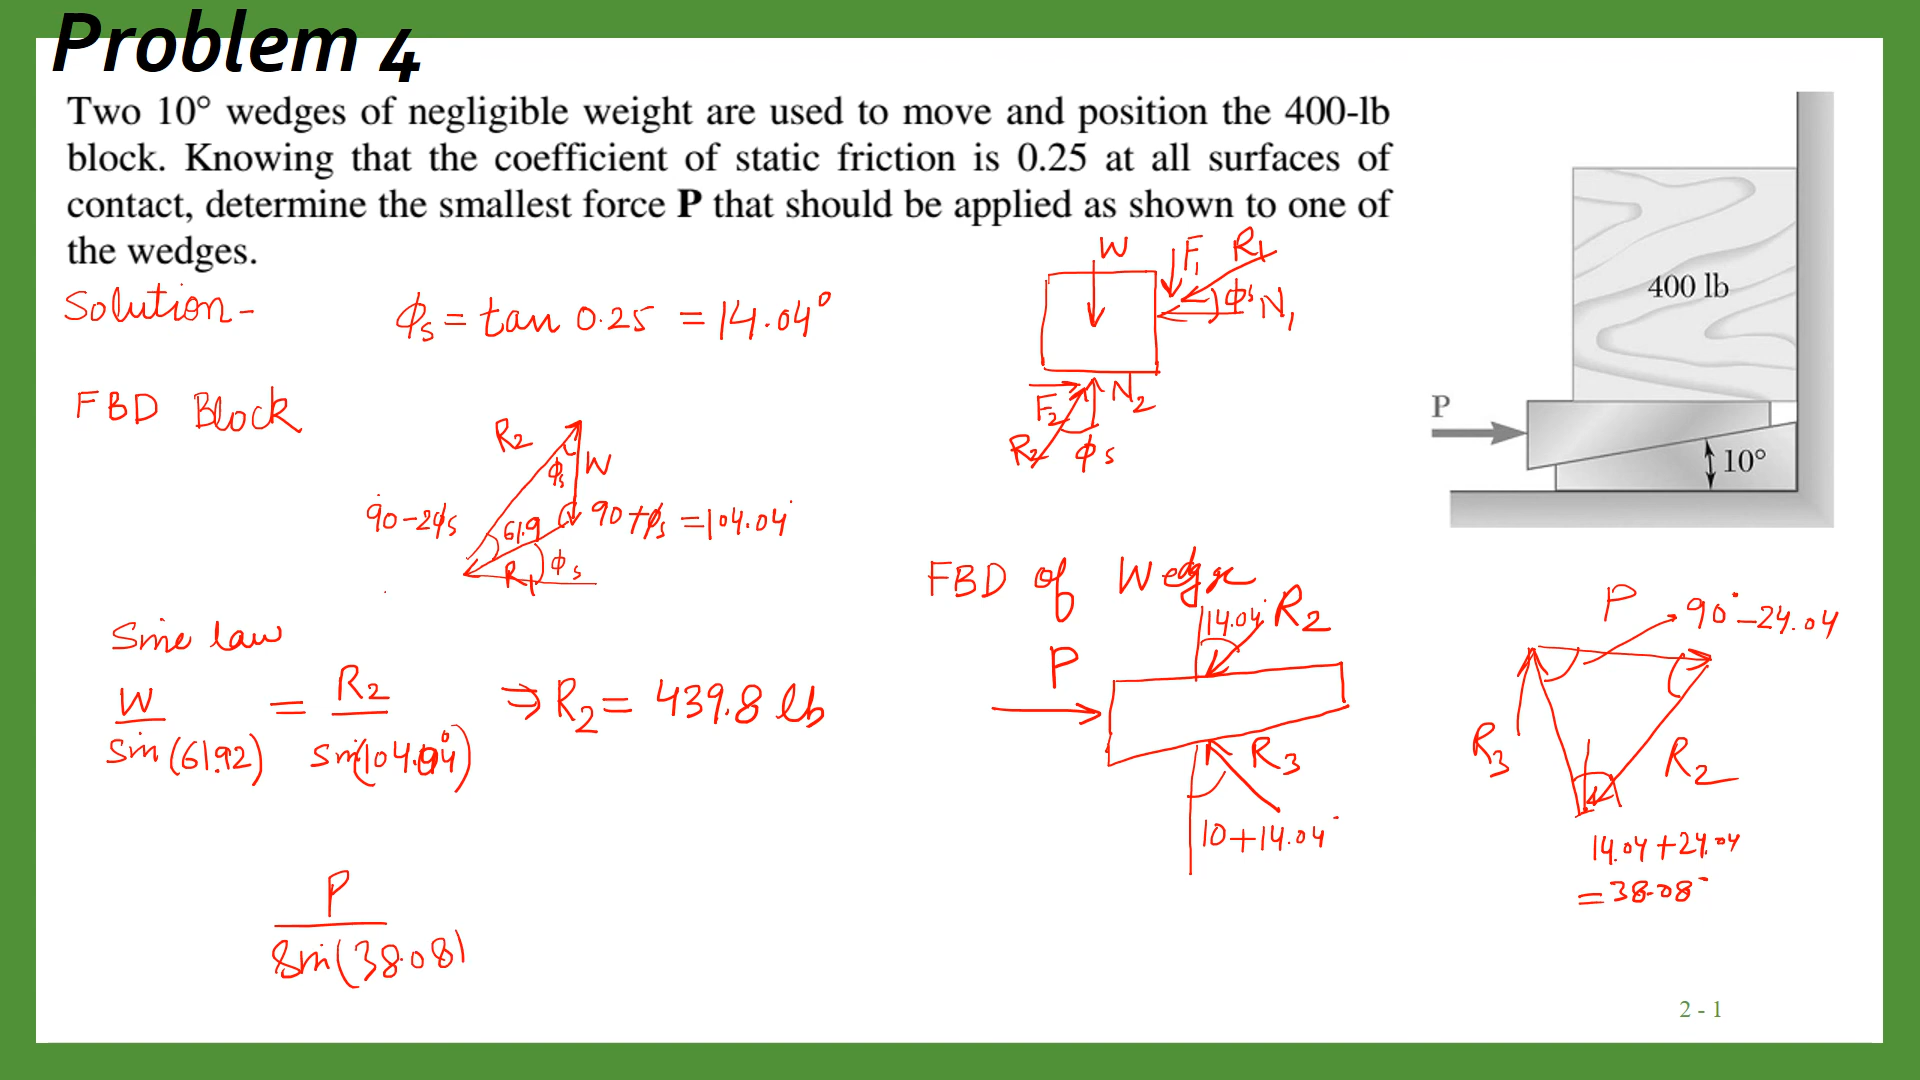 Problem 4
Two 10° wedges of negligible weight are used to move and position the 400-lb
block. Knowing that the coefficient of static friction is 0.25 at all surfaces of
contact, determine the smallest force P that should be applied as shown to one of
the wedges.
Solution -
ϕs = tan 0.25 = 14.04°
FBD Block
R2
ϕs
W
90-2ϕs
61.9
90+ϕs = 104.04°
R1
ϕs
Sine law
W / sin(61.92) = R2 / sin(104.04°) ⇒ R2 = 439.8 lb
P / sin(38.08)
W
F1
R1
ϕs
N1
F2
N2
R2
ϕs
400 lb
P
10°
FBD of Wedge
14.04°
R2
P
R3
10+14.04°
P
90°-24.04
R3
R2
14.04+24.04
= 38.08°
2 - 1